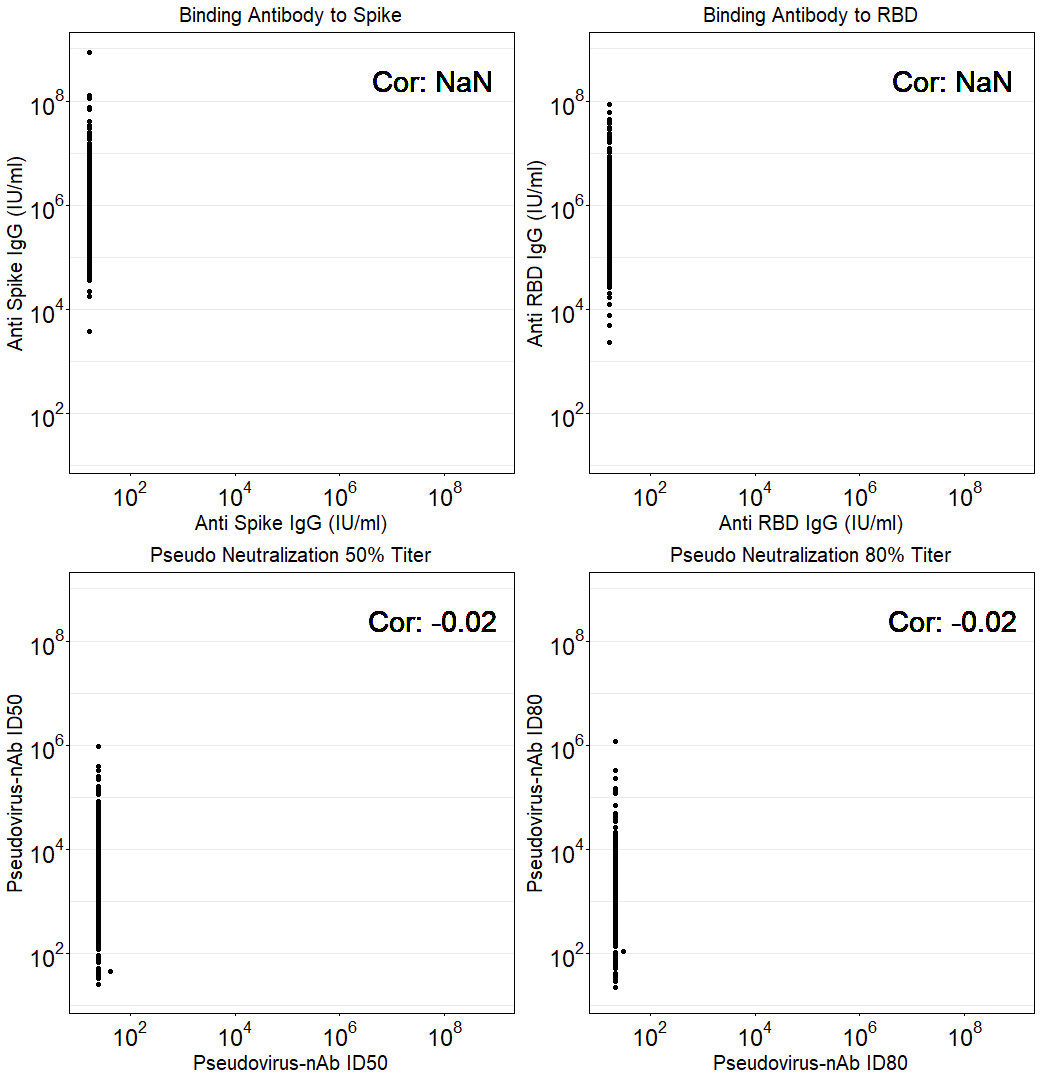 Binding Antibody to Spike
Binding Antibody to RBD
Cor: NaN
Cor: NaN
Anti Spike IgG (IU/ml)
10^8
10^6
10^4
10^2
10^2 10^4 10^6 10^8
Anti Spike IgG (IU/ml)
Anti RBD IgG (IU/ml)
10^8
10^6
10^4
10^2
10^2 10^4 10^6 10^8
Anti RBD IgG (IU/ml)
Pseudo Neutralization 50% Titer
Pseudo Neutralization 80% Titer
Cor: -0.02
Cor: -0.02
Pseudovirus-nAb ID50
10^8
10^6
10^4
10^2
10^2 10^4 10^6 10^8
Pseudovirus-nAb ID50
Pseudovirus-nAb ID80
10^8
10^6
10^4
10^2
10^2 10^4 10^6 10^8
Pseudovirus-nAb ID80